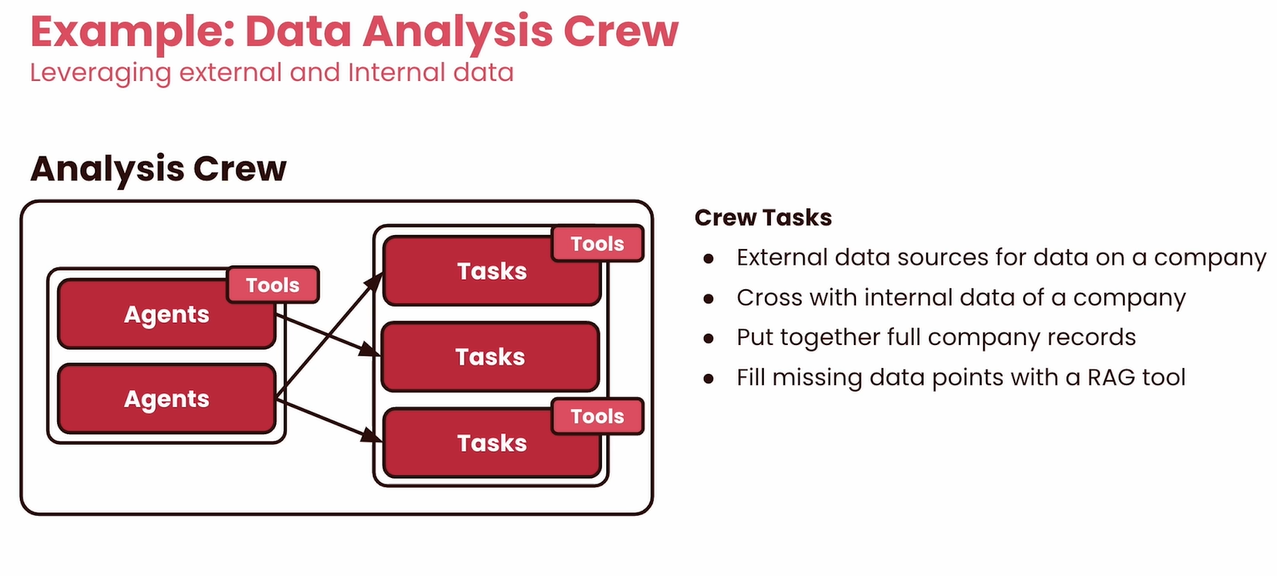 Example: Data Analysis Crew
Leveraging external and Internal data
Analysis Crew
Tools
Agents
Agents
Tools
Tasks
Tasks
Tools
Tasks
Crew Tasks
● External data sources for data on a company
● Cross with internal data of a company
● Put together full company records
● Fill missing data points with a RAG tool